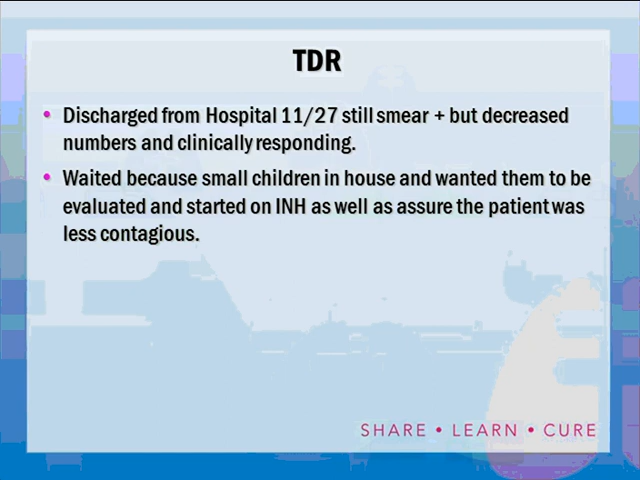 TDR
• Discharged from Hospital 11/27 still smear + but decreased
numbers and clinically responding.
• Waited because small children in house and wanted them to be
evaluated and started on INH as well as assure the patient was
less contagious.
SHARE • LEARN • CURE